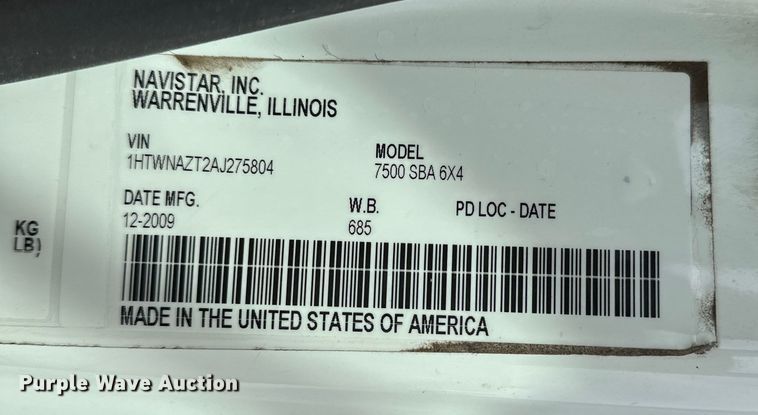 NAVISTAR, INC.
WARRENVILLE, ILLINOIS
VIN
1HTWNAZT2AJ275804
MODEL
7500 SBA 6X4
DATE MFG.
12-2009
W.B.
685
PD LOC - DATE
KG
LB)
MADE IN THE UNITED STATES OF AMERICA
Purple Wave Auction